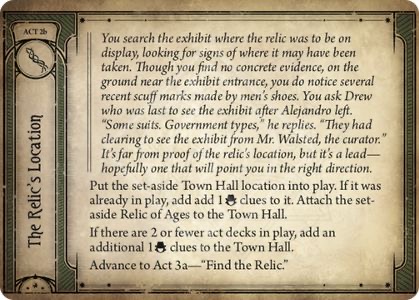 ACT 2b
The Relic's Location
You search the exhibit where the relic was to be on
display, looking for signs of where it may have been
taken. Though you find no concrete evidence, on the
ground near the exhibit entrance, you do notice several
recent scuff marks made by men's shoes. You ask Drew
who was last to see the exhibit after Alejandro left.
"Some suits. Government types," he replies. "They had
clearing to see the exhibit from Mr. Walsted, the curator."
It's far from proof of the relic's location, but it's a lead—
hopefully one that will point you in the right direction.
Put the set-aside Town Hall location into play. If it was
already in play, add add 1 clues to it. Attach the set-
aside Relic of Ages to the Town Hall.
If there are 2 or fewer act decks in play, add an
additional 1 clues to the Town Hall.
Advance to Act 3a—"Find the Relic."